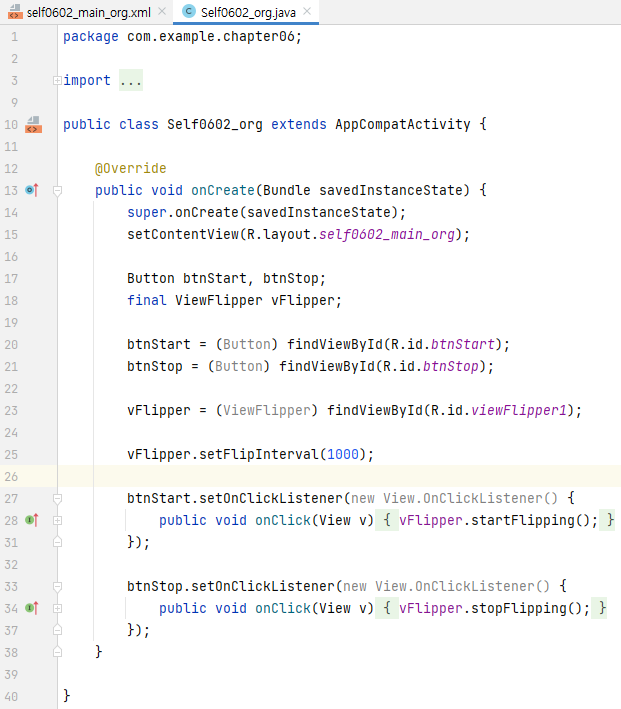 self0602_main_org.xml × Self0602_org.java ×
1 package com.example.chapter06;
2
3 import ...
9
10 public class Self0602_org extends AppCompatActivity {
11
12 @Override
13 public void onCreate(Bundle savedInstanceState) {
14 super.onCreate(savedInstanceState);
15 setContentView(R.layout.self0602_main_org);
16
17 Button btnStart, btnStop;
18 final ViewFlipper vFlipper;
19
20 btnStart = (Button) findViewById(R.id.btnStart);
21 btnStop = (Button) findViewById(R.id.btnStop);
22
23 vFlipper = (ViewFlipper) findViewById(R.id.viewFlipper1);
24
25 vFlipper.setFlipInterval(1000);
26
27 btnStart.setOnClickListener(new View.OnClickListener() {
28 public void onClick(View v) { vFlipper.startFlipping(); }
31 });
32
33 btnStop.setOnClickListener(new View.OnClickListener() {
34 public void onClick(View v) { vFlipper.stopFlipping(); }
37 });
38 }
39
40 }